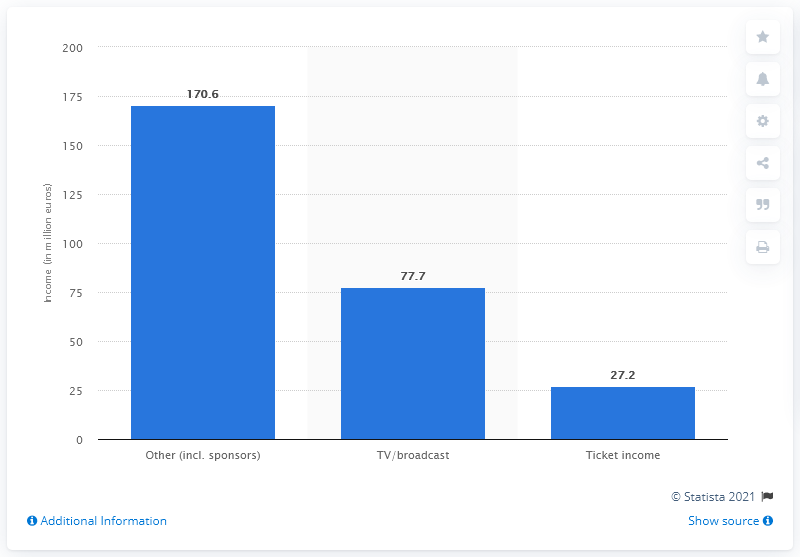 200
175
150
125
100
75
50
25
0
Income (in million euros)
170.6
77.7
27.2
Other (incl. sponsors)
TV/broadcast
Ticket income
© Statista 2021
Additional Information
Show source